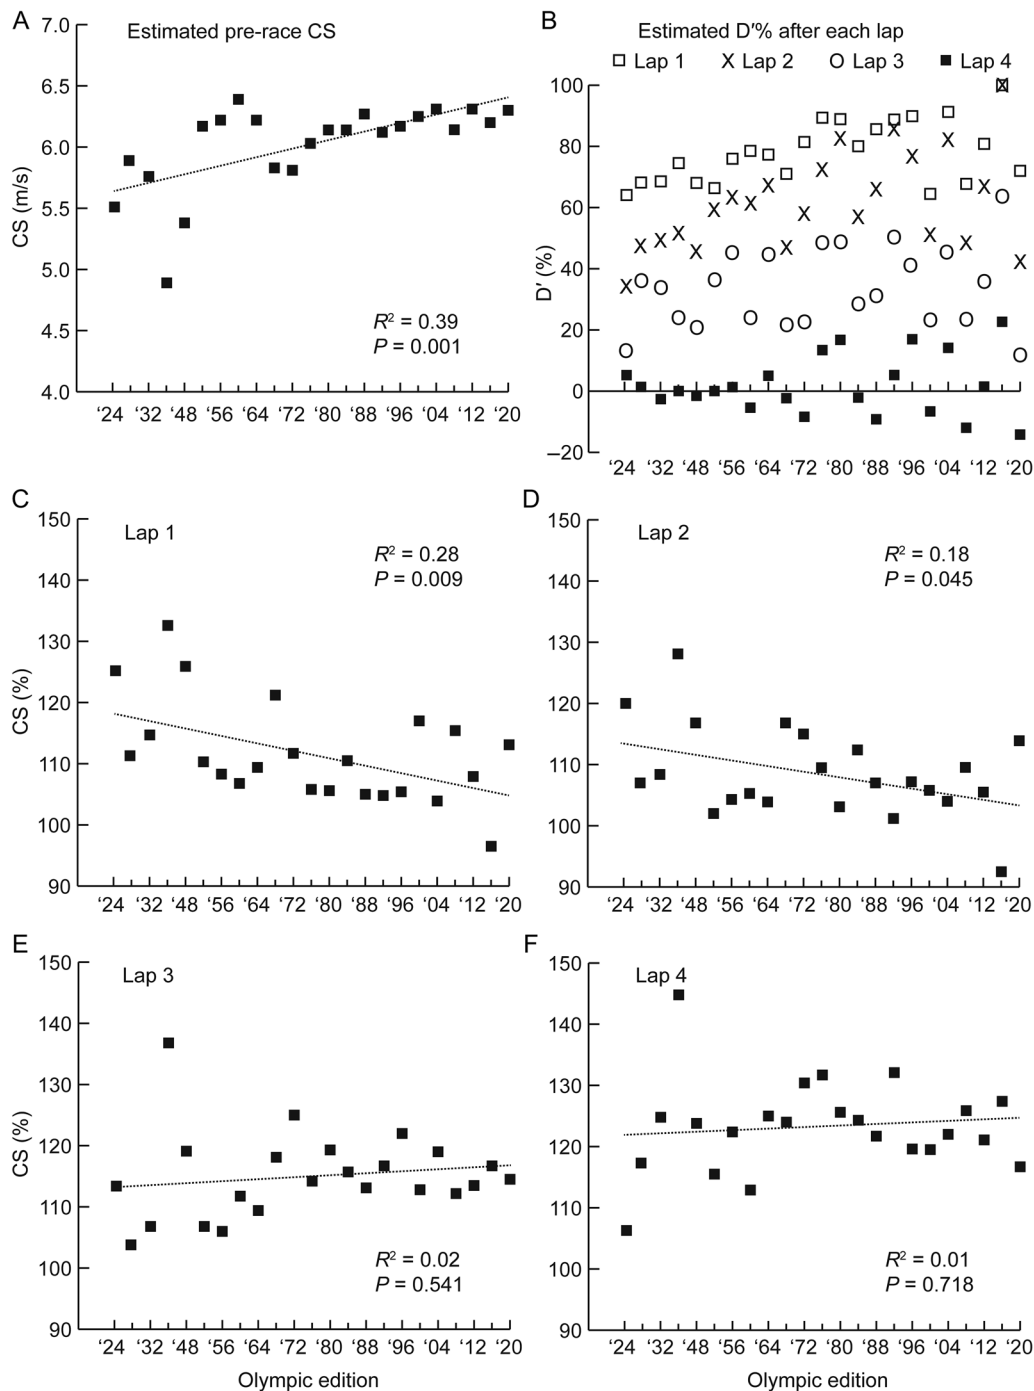 A
Estimated pre-race CS
7.0
6.5
6.0
5.5
5.0
4.5
4.0
CS (m/s)
R² = 0.39
P = 0.001
‘24 ‘32 ‘48 ‘56 ‘64 ‘72 ‘80 ‘88 ‘96 ‘04 ‘12 ‘20
B
Estimated D′% after each lap
Lap 1 Lap 2 Lap 3 Lap 4
100
80
60
40
20
0
–20
D′ (%)
‘24 ‘32 ‘48 ‘56 ‘64 ‘72 ‘80 ‘88 ‘96 ‘04 ‘12 ‘20
C
Lap 1
150
140
130
120
110
100
90
CS (%)
R² = 0.28
P = 0.009
‘24 ‘32 ‘48 ‘56 ‘64 ‘72 ‘80 ‘88 ‘96 ‘04 ‘12 ‘20
D
Lap 2
150
140
130
120
110
100
90
R² = 0.18
P = 0.045
‘24 ‘32 ‘48 ‘56 ‘64 ‘72 ‘80 ‘88 ‘96 ‘04 ‘12 ‘20
E
Lap 3
150
140
130
120
110
100
90
CS (%)
R² = 0.02
P = 0.541
‘24 ‘32 ‘48 ‘56 ‘64 ‘72 ‘80 ‘88 ‘96 ‘04 ‘12 ‘20
Olympic edition
F
Lap 4
150
140
130
120
110
100
90
R² = 0.01
P = 0.718
‘24 ‘32 ‘48 ‘56 ‘64 ‘72 ‘80 ‘88 ‘96 ‘04 ‘12 ‘20
Olympic edition